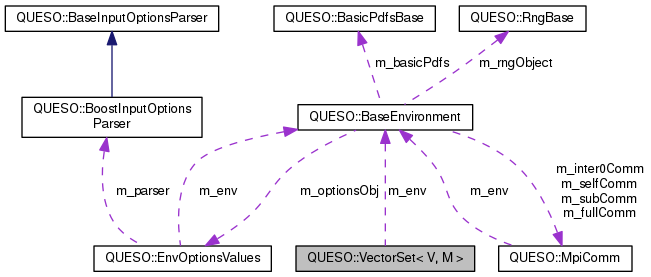 QUESO::BaseInputOptionsParser
QUESO::BasicPdfsBase
QUESO::RngBase
m_basicPdfs
m_rngObject
QUESO::BoostInputOptions
Parser
QUESO::BaseEnvironment
m_parser
m_env
m_optionsObj
m_env
m_env
m_inter0Comm
m_selfComm
m_subComm
m_fullComm
QUESO::EnvOptionsValues
QUESO::VectorSet< V, M >
QUESO::MpiComm